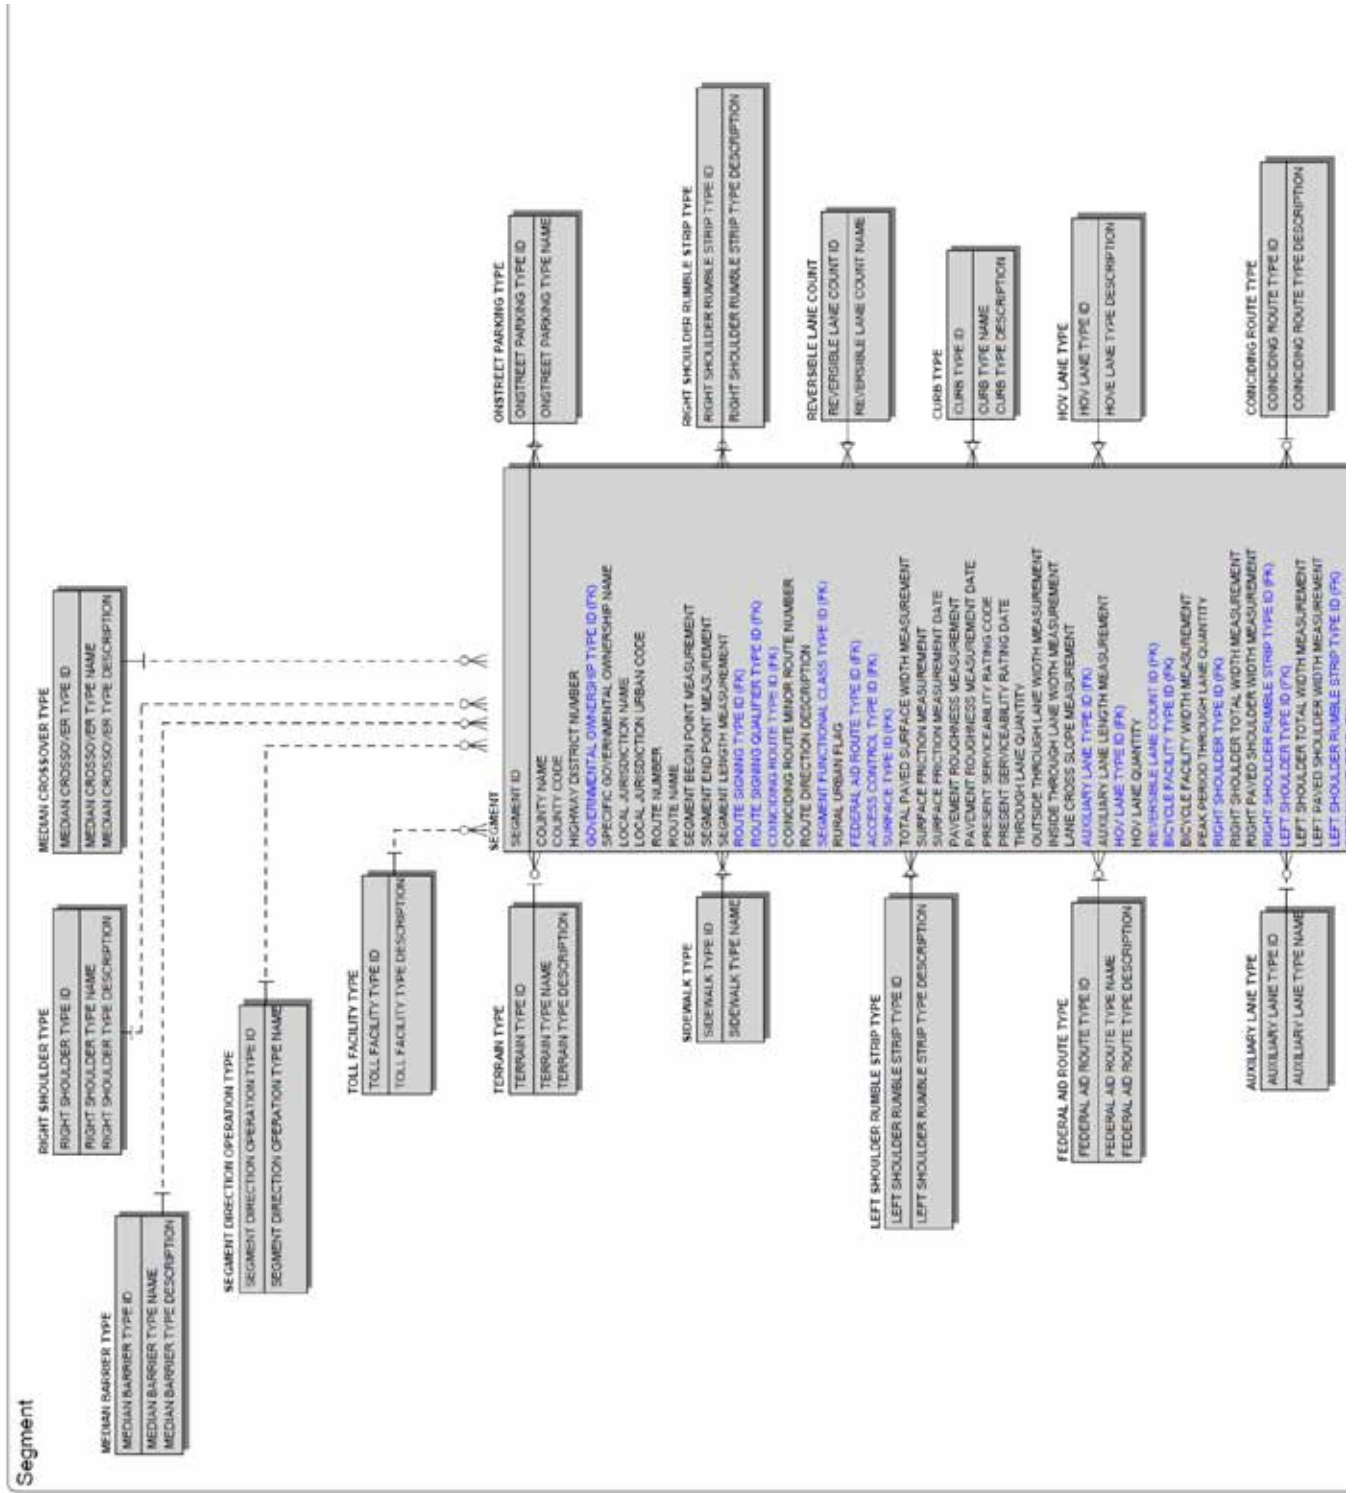 Segment
MEDIAN BARRIER TYPE
MEDIAN BARRIER TYPE ID
MEDIAN BARRIER TYPE NAME
MEDIAN BARRIER TYPE DESCRIPTION
RIGHT SHOULDER TYPE
RIGHT SHOULDER TYPE ID
RIGHT SHOULDER TYPE NAME
RIGHT SHOULDER TYPE DESCRIPTION
MEDIAN CROSSOVER TYPE
MEDIAN CROSSOVER TYPE ID
MEDIAN CROSSOVER TYPE NAME
MEDIAN CROSSOVER TYPE DESCRIPTION
SEGMENT DIRECTION OPERATION TYPE
SEGMENT DIRECTION OPERATION TYPE ID
SEGMENT DIRECTION OPERATION TYPE NAME
TOLL FACILITY TYPE
TOLL FACILITY TYPE ID
TOLL FACILITY TYPE DESCRIPTION
TERRAIN TYPE
TERRAIN TYPE ID
TERRAIN TYPE NAME
TERRAIN TYPE DESCRIPTION
SIDEWALK TYPE
SIDEWALK TYPE ID
SIDEWALK TYPE NAME
LEFT SHOULDER RUMBLE STRIP TYPE
LEFT SHOULDER RUMBLE STRIP TYPE ID
LEFT SHOULDER RUMBLE STRIP TYPE DESCRIPTION
FEDERAL AID ROUTE TYPE
FEDERAL AID ROUTE TYPE ID
FEDERAL AID ROUTE TYPE NAME
FEDERAL AID ROUTE TYPE DESCRIPTION
AUXILIARY LANE TYPE
AUXILIARY LANE TYPE ID
AUXILIARY LANE TYPE NAME
SEGMENT
SEGMENT ID
COUNTY NAME
COUNTY CODE
HIGHWAY DISTRICT NUMBER
GOVERNMENTAL OWNERSHIP TYPE ID (FK)
SPECIFIC GOVERNMENTAL OWNERSHIP NAME
LOCAL JURISDICTION NAME
LOCAL JURISDICTION URBAN CODE
ROUTE NUMBER
ROUTE NAME
SEGMENT BEGIN POINT MEASUREMENT
SEGMENT END POINT MEASUREMENT
SEGMENT LENGTH MEASUREMENT
ROUTE SIGNING TYPE ID (FK)
ROUTE SIGNING QUALIFIER TYPE ID (FK)
COINCIDING ROUTE TYPE ID (FK)
COINCIDING ROUTE MINOR ROUTE NUMBER
ROUTE DIRECTION DESCRIPTION
SEGMENT FUNCTIONAL CLASS TYPE ID (FK)
RURAL URBAN FLAG
FEDERAL AID ROUTE TYPE ID (FK)
ACCESS CONTROL TYPE ID (FK)
SURFACE TYPE ID (FK)
TOTAL PAVED SURFACE WIDTH MEASUREMENT
SURFACE FRICTION MEASUREMENT
SURFACE FRICTION MEASUREMENT DATE
PAVEMENT ROUGHNESS MEASUREMENT
PAVEMENT ROUGHNESS MEASUREMENT DATE
PRESENT SERVICEABILITY RATING CODE
PRESENT SERVICEABILITY RATING DATE
THROUGH LANE QUANTITY
OUTSIDE THROUGH LANE WIDTH MEASUREMENT
INSIDE THROUGH LANE WIDTH MEASUREMENT
LANE CROSS SLOPE MEASUREMENT
AUXILIARY LANE TYPE ID (FK)
AUXILIARY LANE LENGTH MEASUREMENT
HOV LANE TYPE ID (FK)
HOV LANE QUANTITY
REVERSIBLE LANE COUNT ID (FK)
BICYCLE FACILITY TYPE ID (FK)
BICYCLE FACILITY WIDTH MEASUREMENT
PEAK PERIOD THROUGH LANE QUANTITY
RIGHT SHOULDER TYPE ID (FK)
RIGHT SHOULDER TOTAL WIDTH MEASUREMENT
RIGHT PAVED SHOULDER WIDTH MEASUREMENT
RIGHT SHOULDER RUMBLE STRIP TYPE ID (FK)
LEFT SHOULDER TYPE ID (FK)
LEFT SHOULDER TOTAL WIDTH MEASUREMENT
LEFT PAVED SHOULDER WIDTH MEASUREMENT
LEFT SHOULDER RUMBLE STRIP TYPE ID (FK)
ONSTREET PARKING TYPE
ONSTREET PARKING TYPE ID
ONSTREET PARKING TYPE NAME
RIGHT SHOULDER RUMBLE STRIP TYPE
RIGHT SHOULDER RUMBLE STRIP TYPE ID
RIGHT SHOULDER RUMBLE STRIP TYPE DESCRIPTION
REVERSIBLE LANE COUNT
REVERSIBLE LANE COUNT ID
REVERSIBLE LANE COUNT NAME
CURB TYPE
CURB TYPE ID
CURB TYPE NAME
CURB TYPE DESCRIPTION
HOV LANE TYPE
HOV LANE TYPE ID
HOVE LANE TYPE DESCRIPTION
COINCIDING ROUTE TYPE
COINCIDING ROUTE TYPE ID
COINCIDING ROUTE TYPE DESCRIPTION